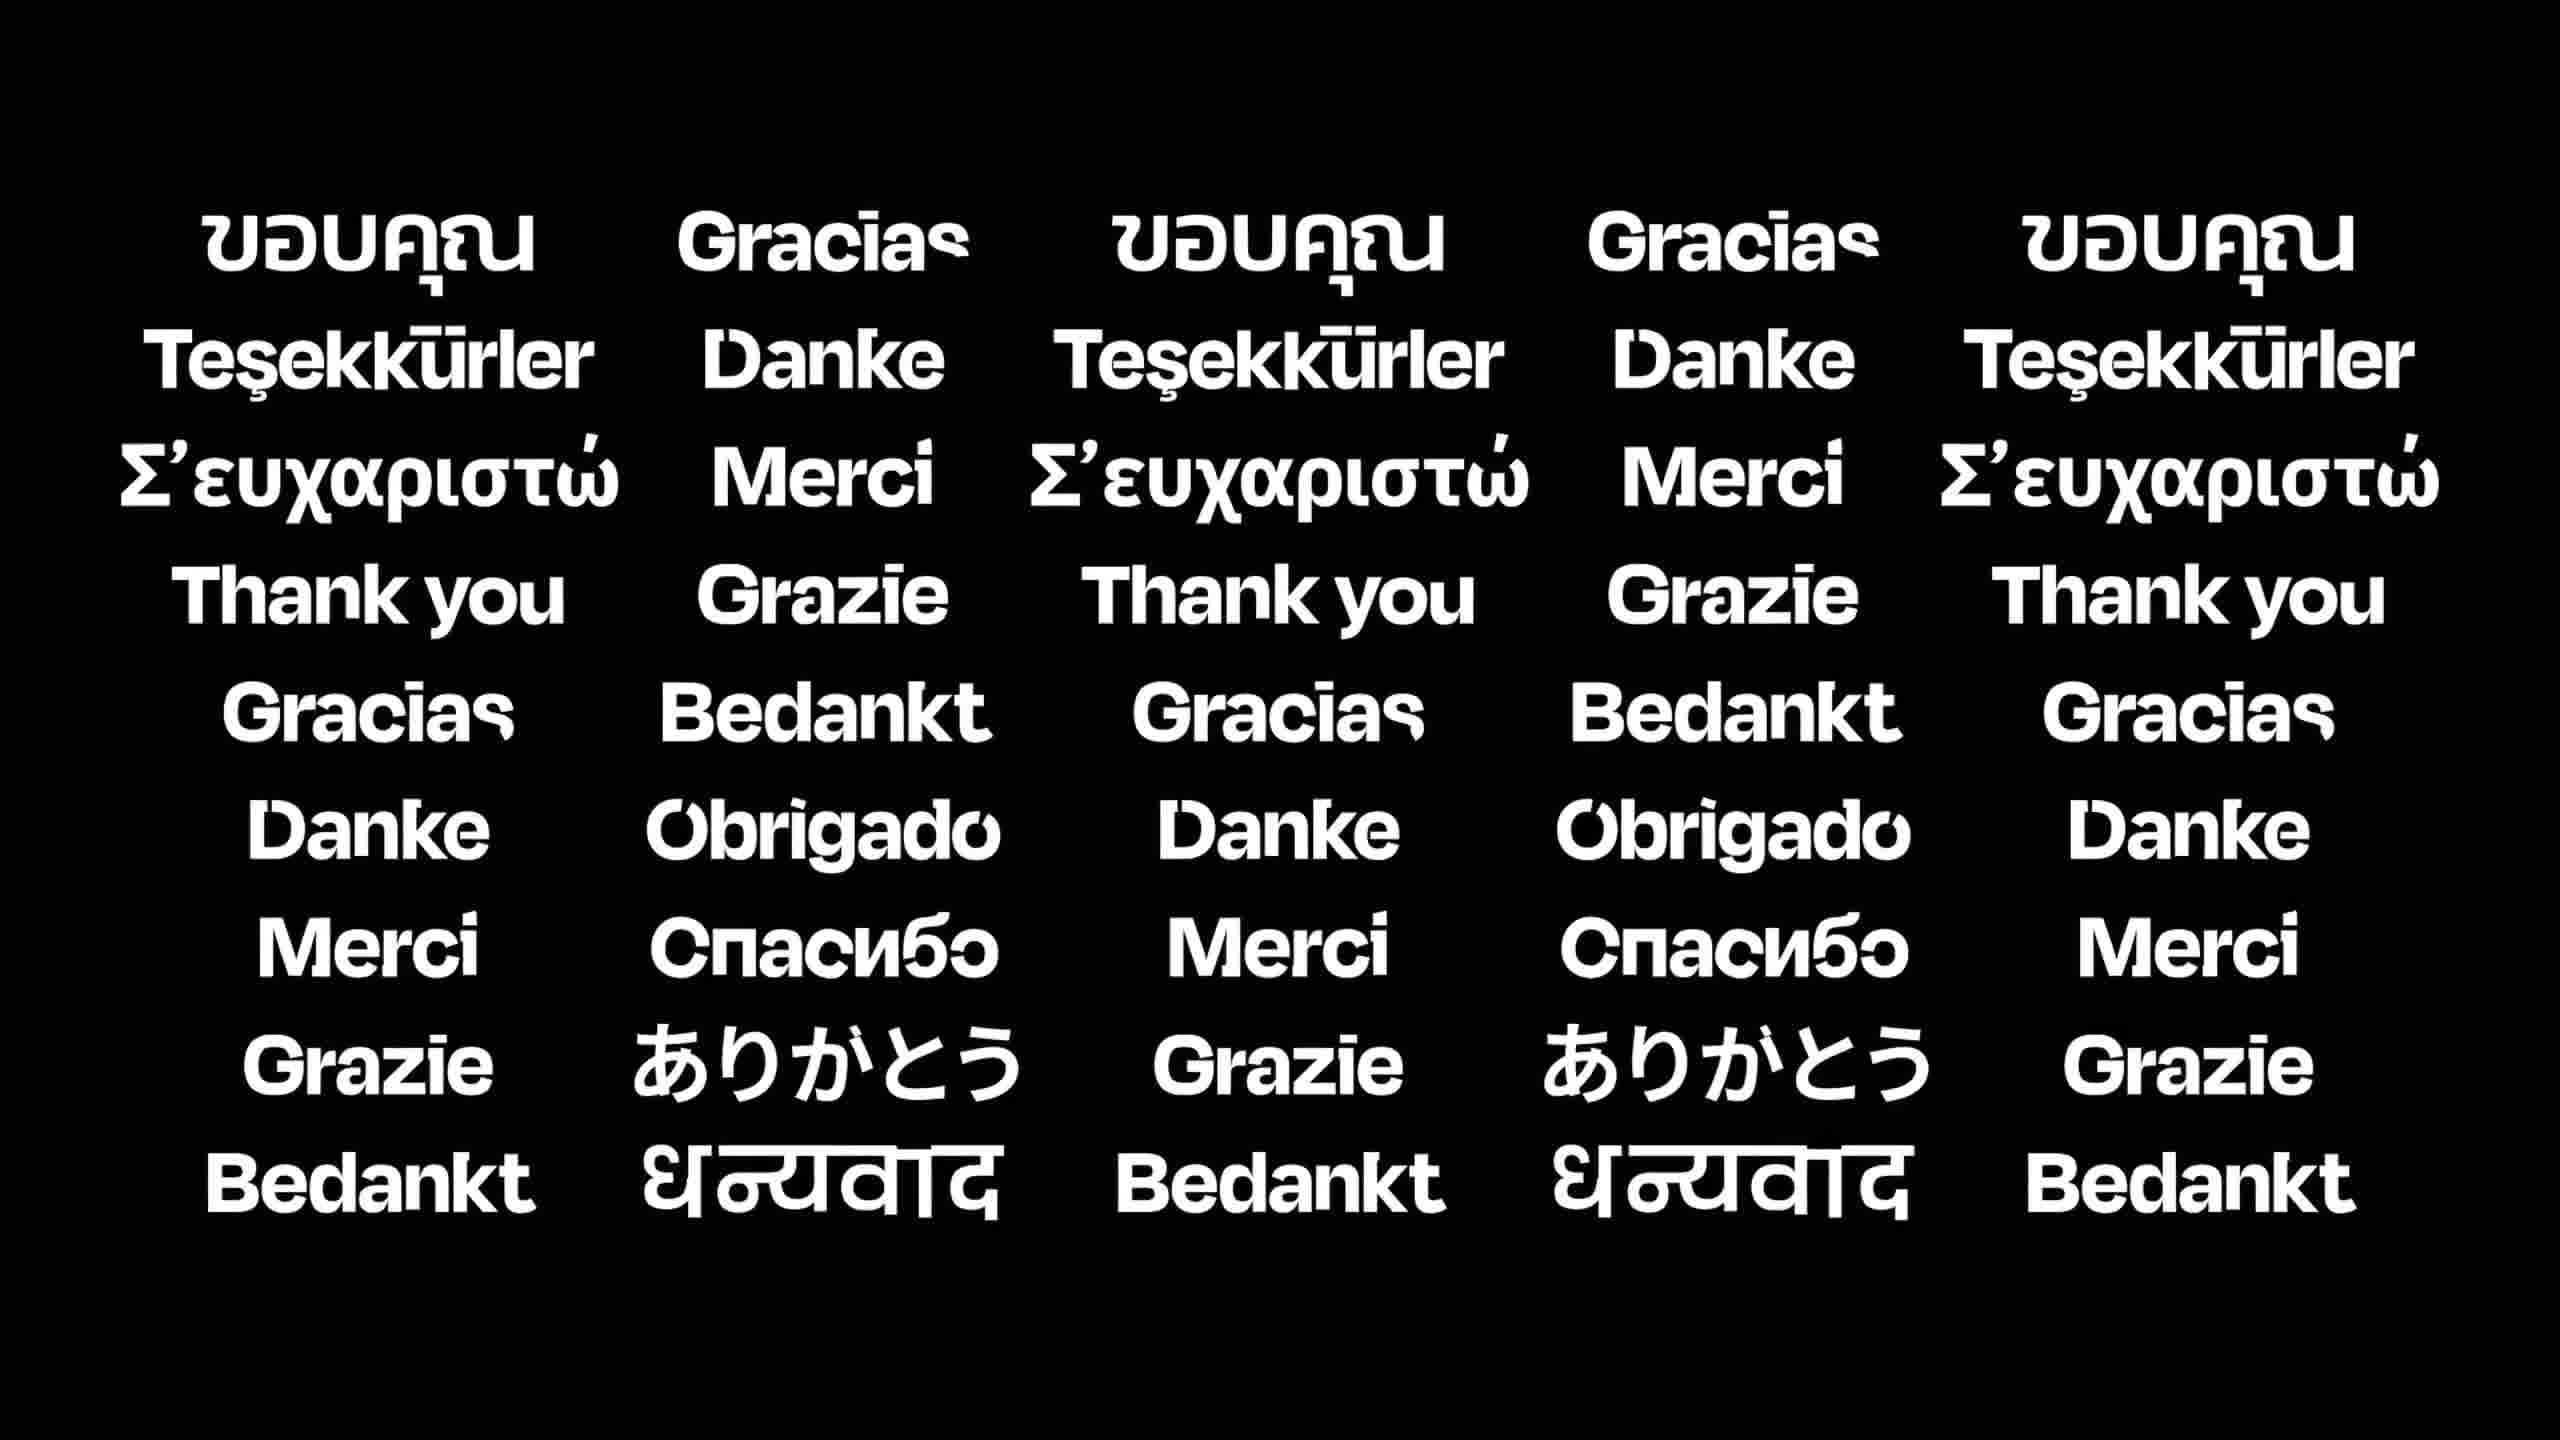 ขอบคุณ Gracias ขอบคุณ Gracias ขอบคุณ
Teşekkürler Danke Teşekkürler Danke Teşekkürler
Σ’ευχαριστώ Merci Σ’ευχαριστώ Merci Σ’ευχαριστώ
Thank you Grazie Thank you Grazie Thank you
Gracias Bedankt Gracias Bedankt Gracias
Danke Obrigado Danke Obrigado Danke
Merci Спасибо Merci Спасибо Merci
Grazie ありがとう Grazie ありがとう Grazie
Bedankt धन्यवाद Bedankt धन्यवाद Bedankt